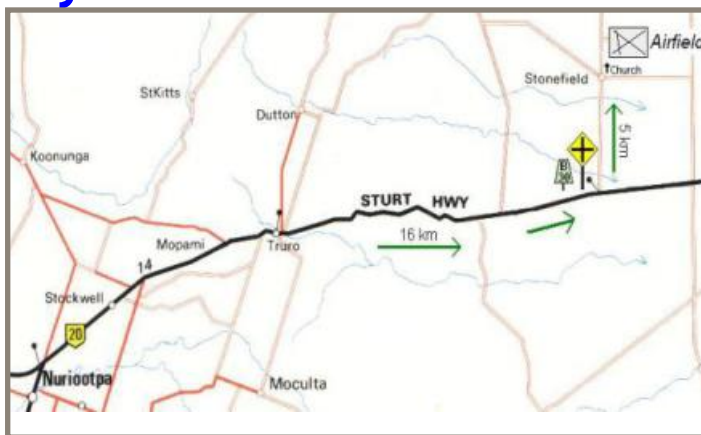 Airfield
Stonefield
Church
StKitts
Dutton
5 km
Koonunga
B
STURT HWY
16 km
Mopami
Truro
14
Stockwell
20
Nuriootpa
Moculta